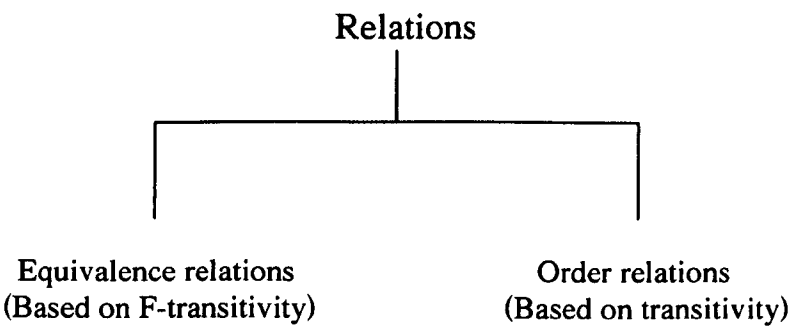 Relations
Equivalence relations
(Based on F-transitivity)
Order relations
(Based on transitivity)